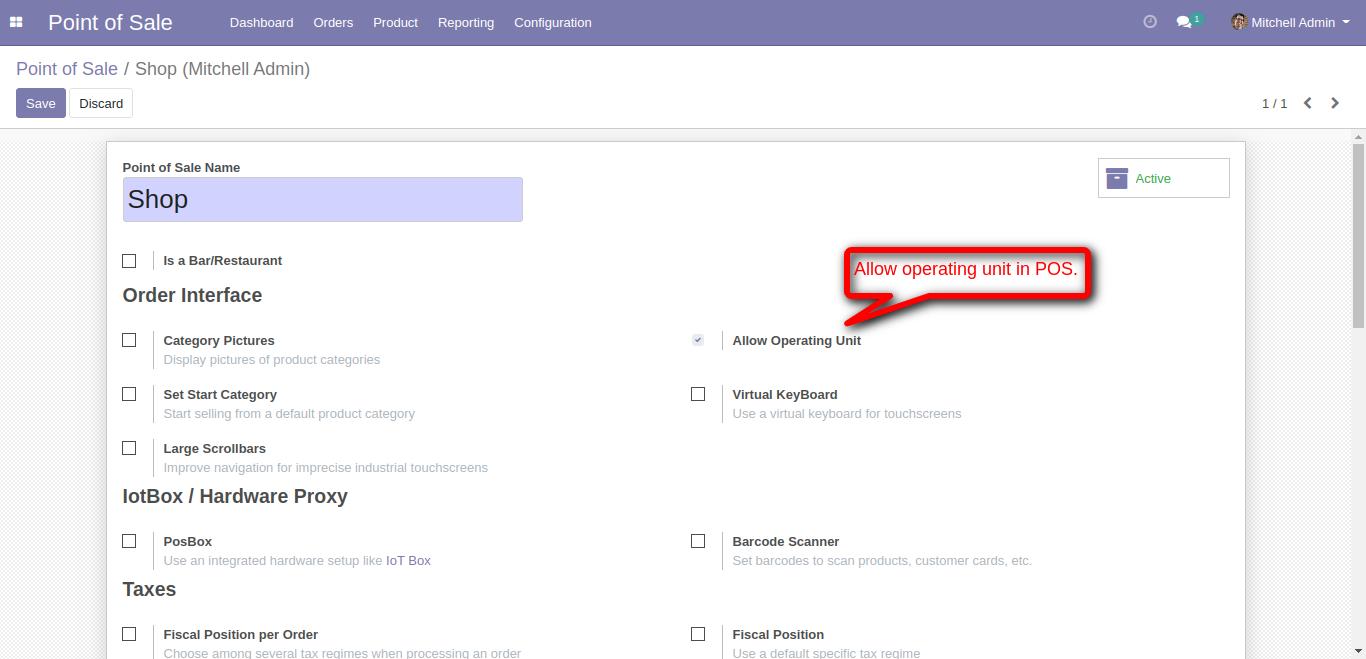 Point of Sale Dashboard Orders Product Reporting Configuration 1 Mitchell Admin
Point of Sale / Shop (Mitchell Admin)
Save Discard 1 / 1
Point of Sale Name
Shop
Active
Is a Bar/Restaurant
Allow operating unit in POS.
Order Interface
Category Pictures
Display pictures of product categories
Allow Operating Unit
Set Start Category
Start selling from a default product category
Virtual KeyBoard
Use a virtual keyboard for touchscreens
Large Scrollbars
Improve navigation for imprecise industrial touchscreens
IotBox / Hardware Proxy
PosBox
Use an integrated hardware setup like IoT Box
Barcode Scanner
Set barcodes to scan products, customer cards, etc.
Taxes
Fiscal Position per Order
Choose among several tax regimes when processing an order
Fiscal Position
Use a default specific tax regime